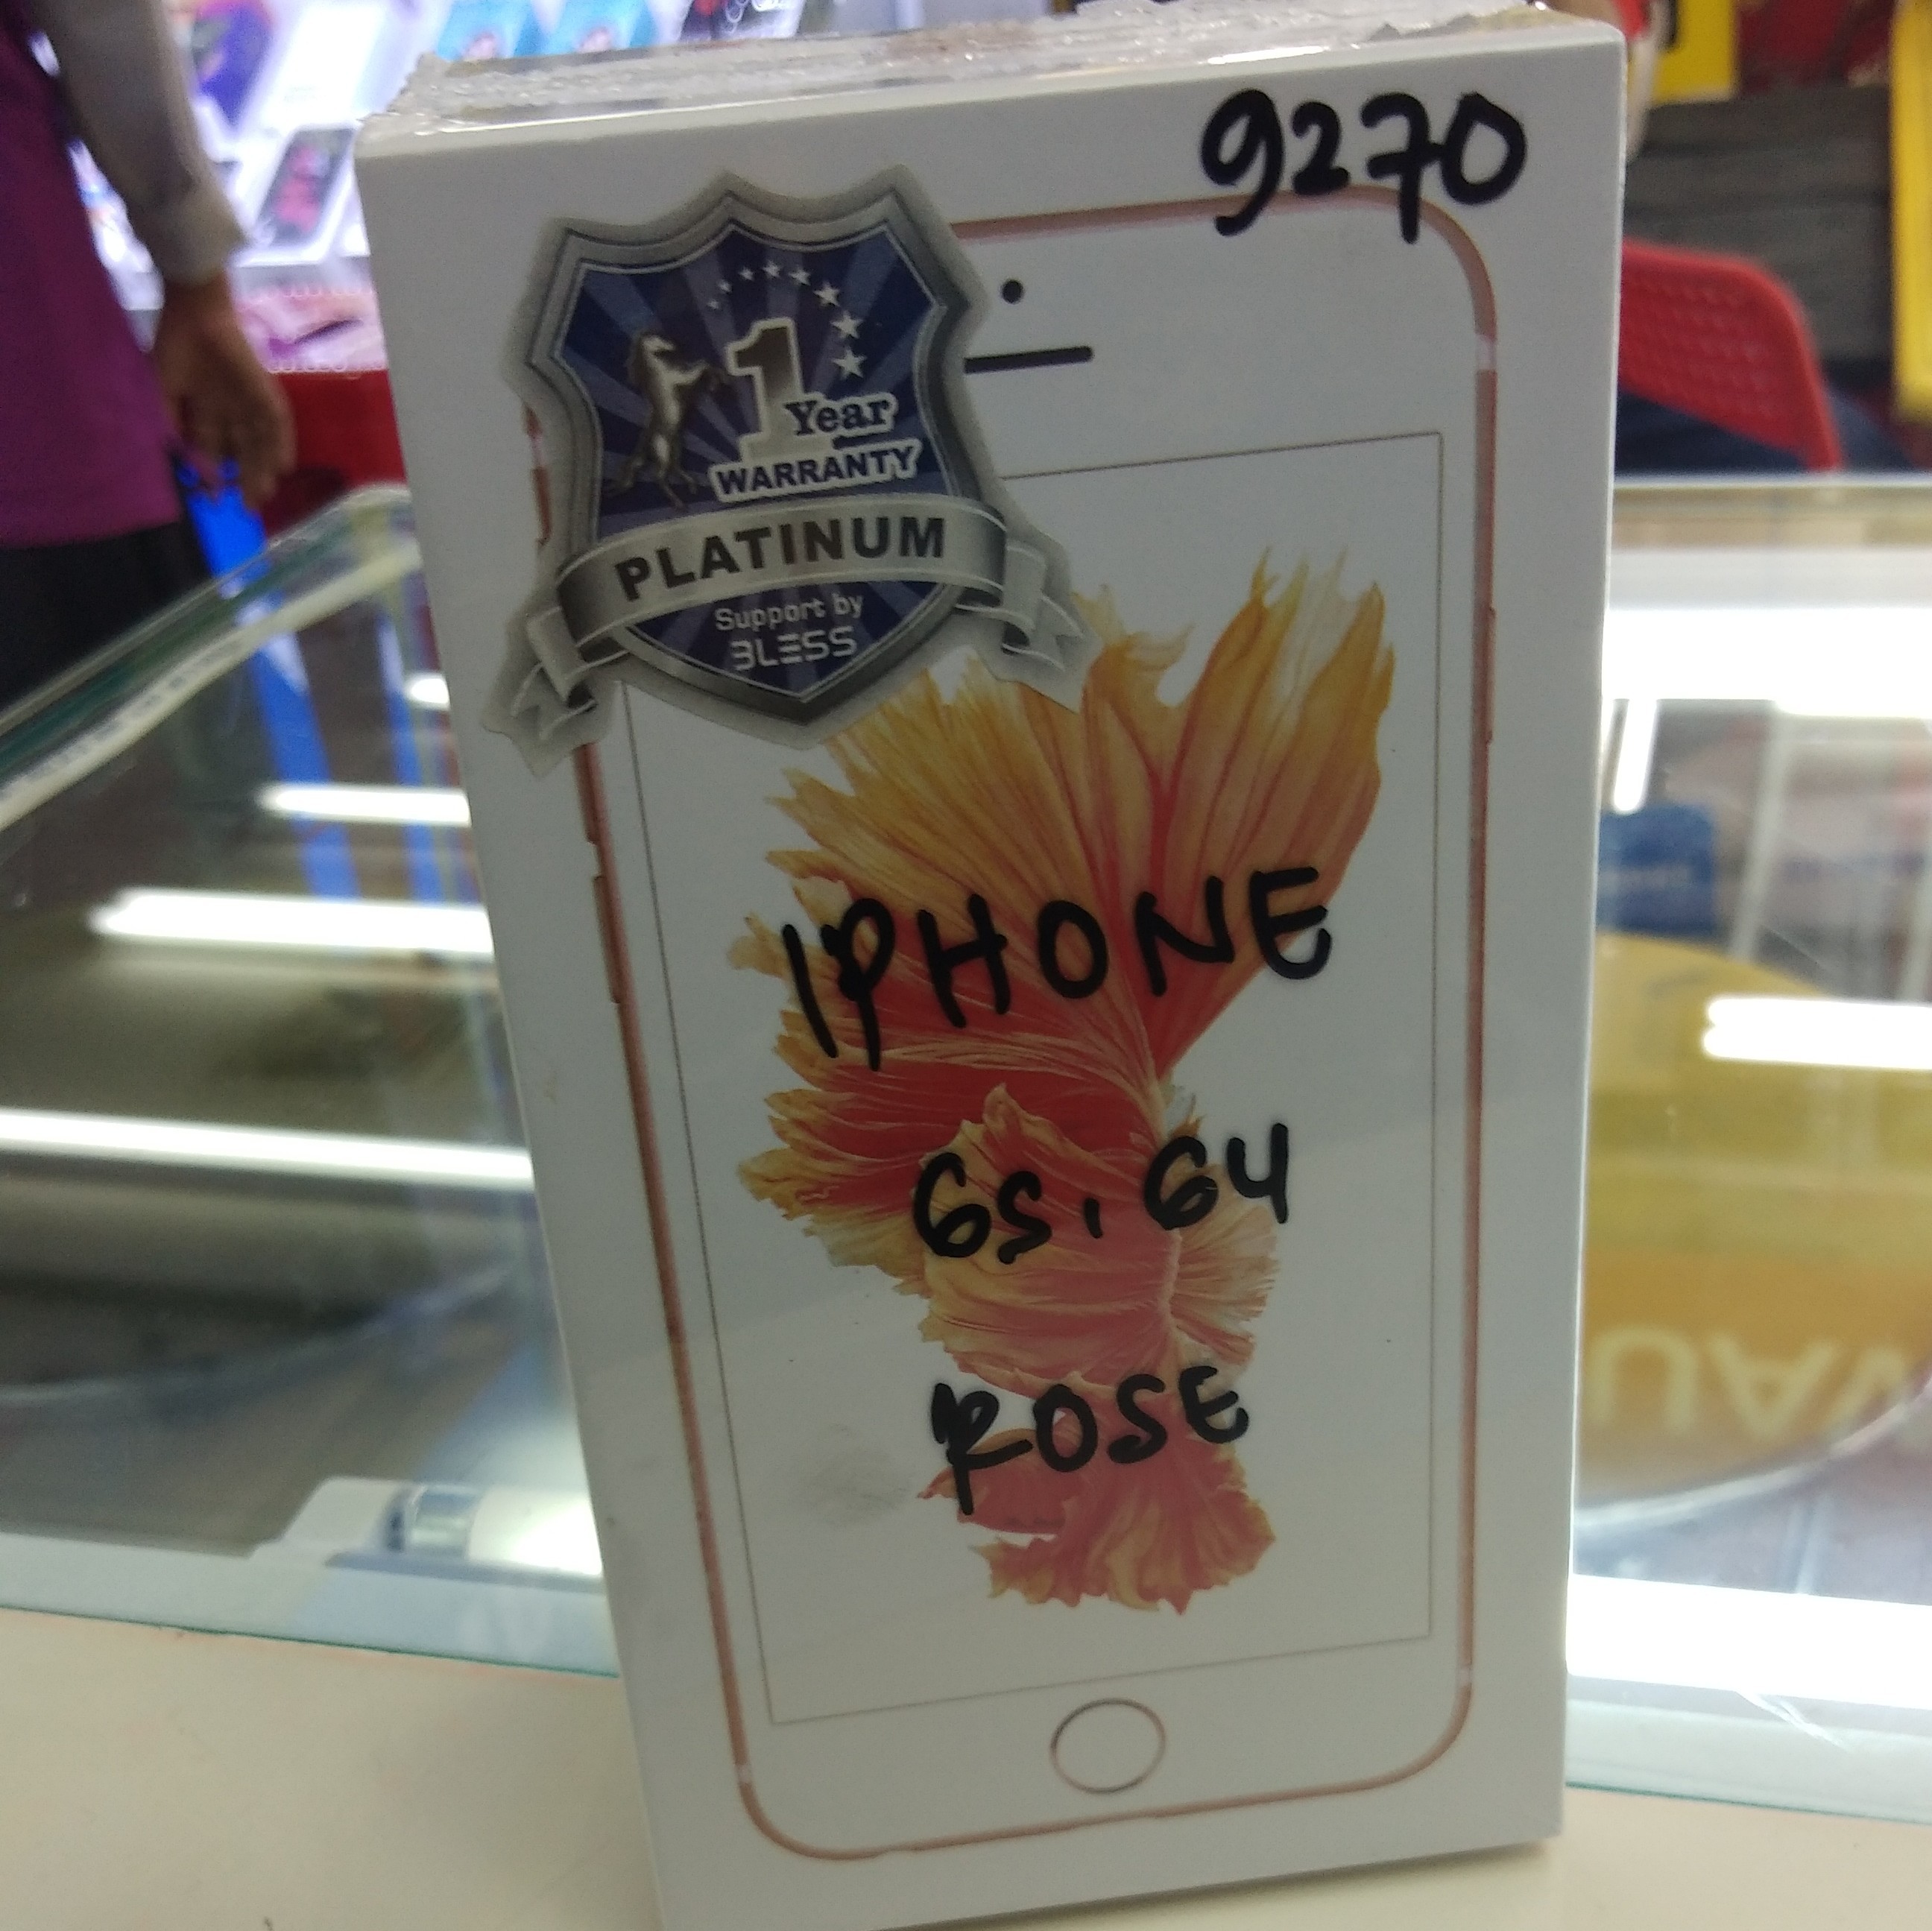 9270
1
Year
WARRANTY
PLATINUM
Support by
BLESS
IPHONE
6S. 64
ROSE